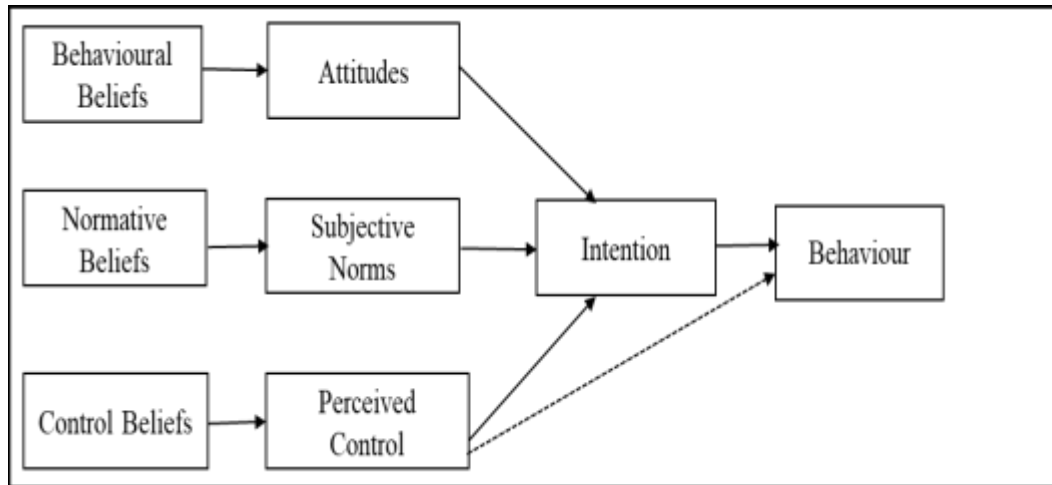 Behavioural
Beliefs
Attitudes
Normative
Beliefs
Subjective
Norms
Intention
Behaviour
Control Beliefs
Perceived
Control